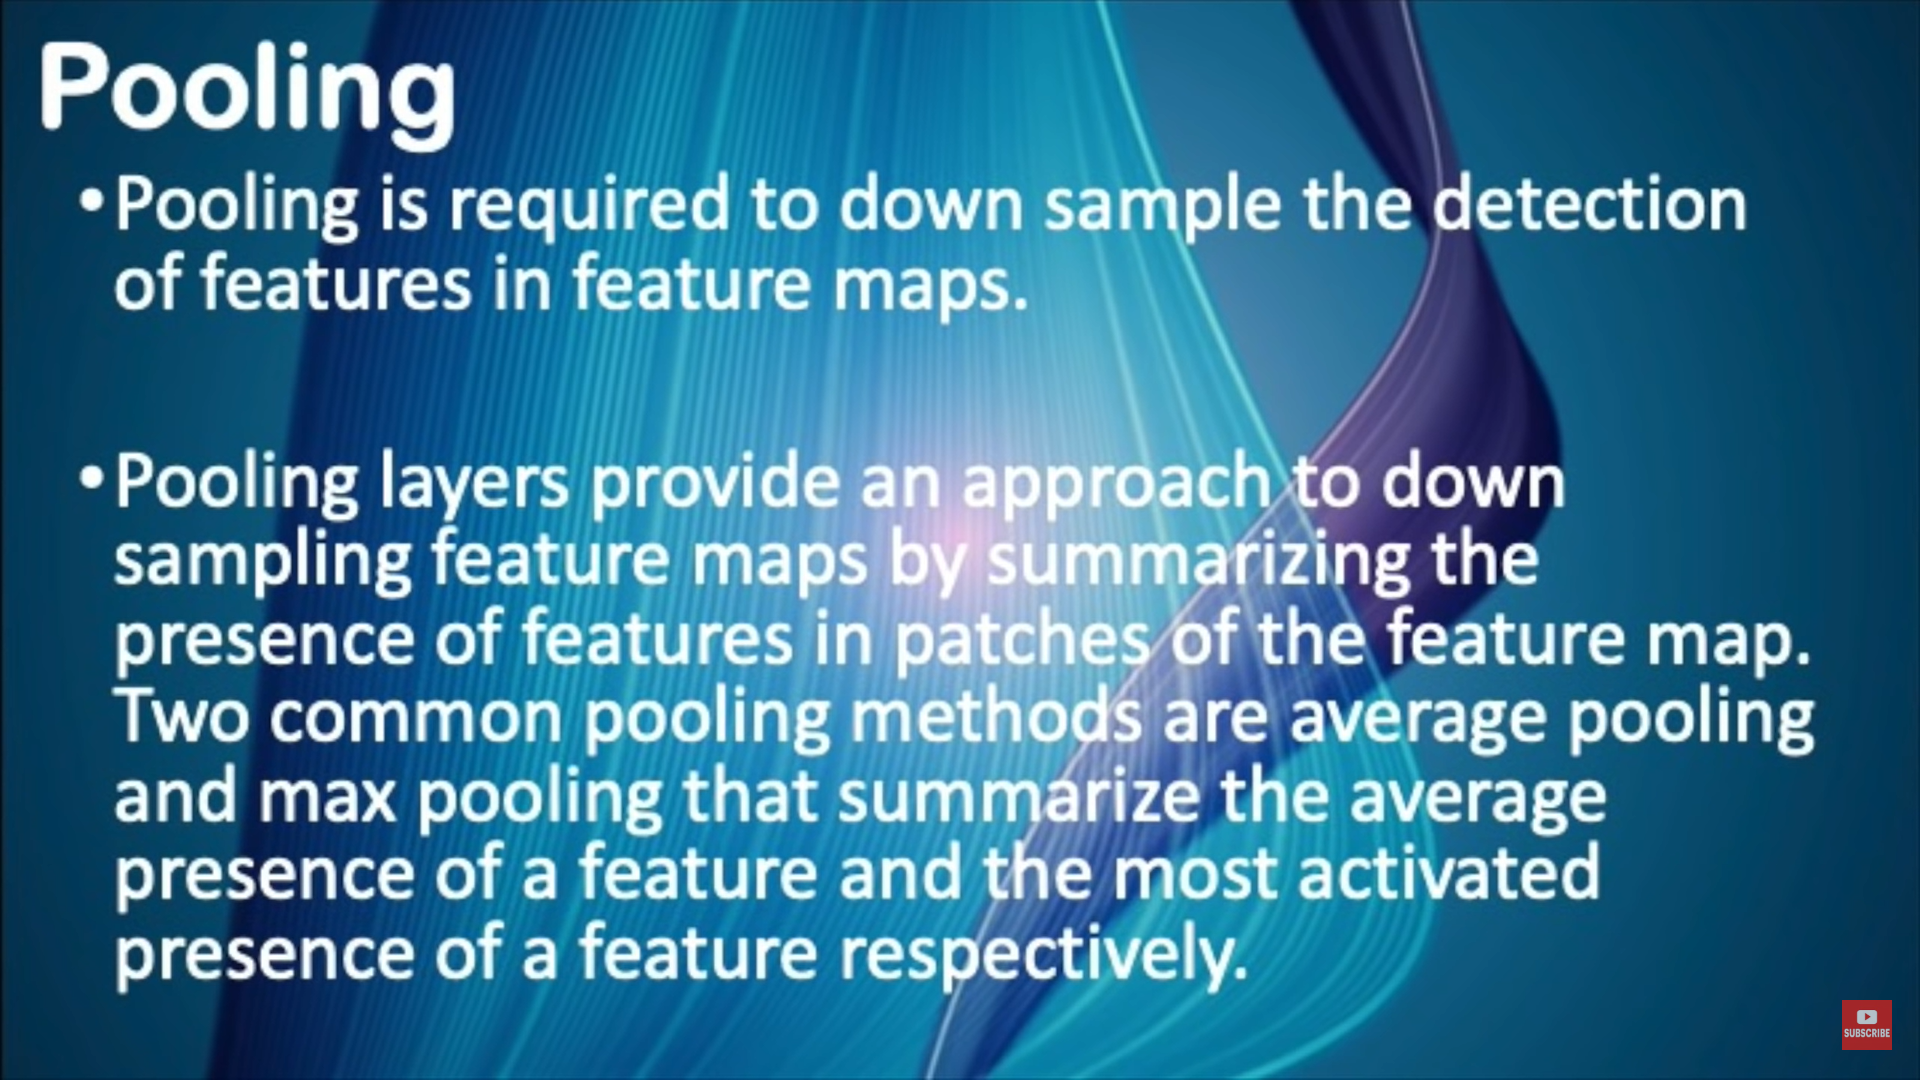 Pooling
•Pooling is required to down sample the detection
of features in feature maps.
•Pooling layers provide an approach to down
sampling feature maps by summarizing the
presence of features in patches of the feature map.
Two common pooling methods are average pooling
and max pooling that summarize the average
presence of a feature and the most activated
presence of a feature respectively.
SUBSCRIBE